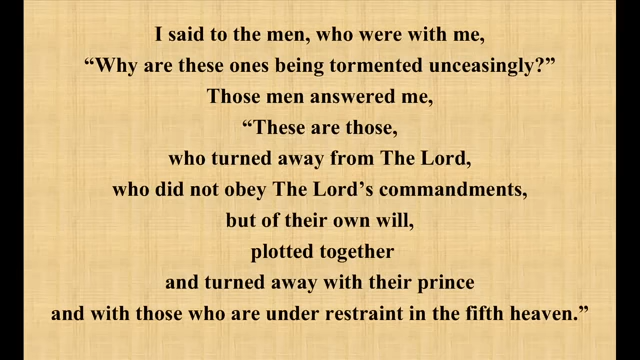 I said to the men, who were with me,
“Why are these ones being tormented unceasingly?”
Those men answered me,
“These are those,
who turned away from The Lord,
who did not obey The Lord’s commandments,
but of their own will,
plotted together
and turned away with their prince
and with those who are under restraint in the fifth heaven.”